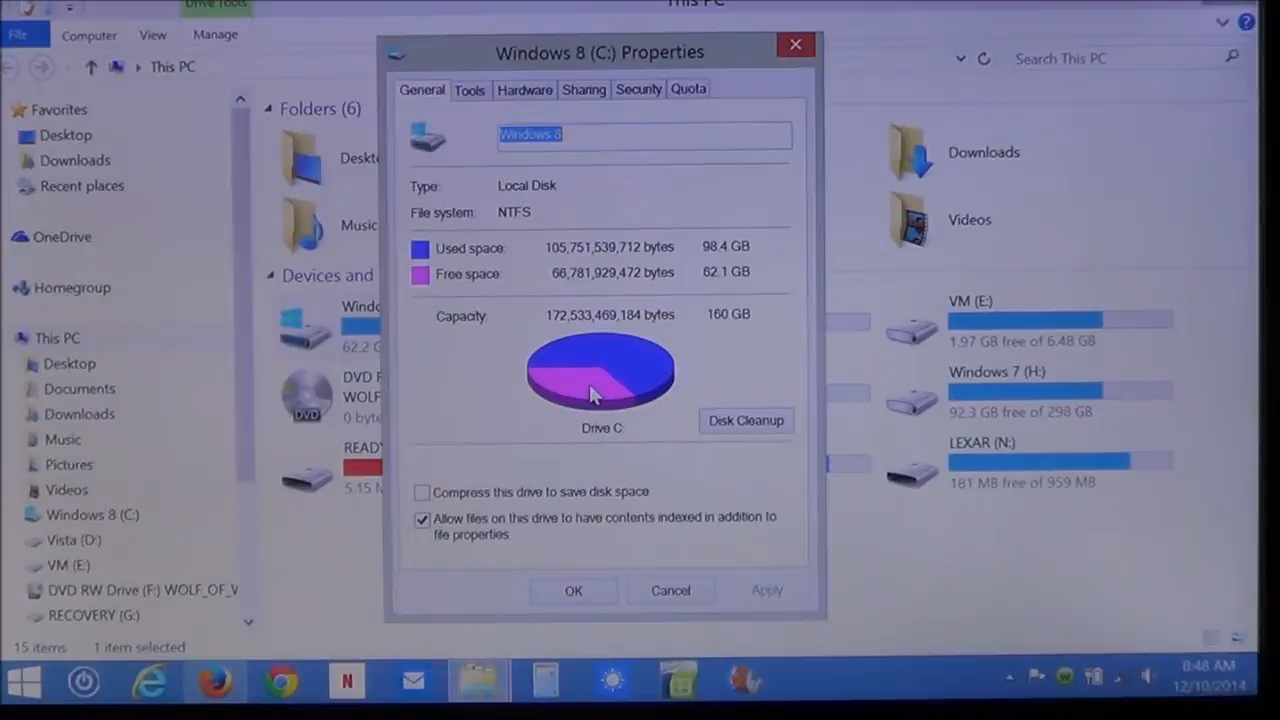 Drive Tools
This PC
File
Computer
View
Manage
This PC
Search This PC
Favorites
Desktop
Downloads
Recent places
OneDrive
Homegroup
This PC
Desktop
Documents
Downloads
Music
Pictures
Videos
Windows 8 (C:)
Vista (D:)
VM (E:)
DVD RW Drive (F:) WOLF_OF_V
RECOVERY (G:)
15 items 1 item selected
Folders (6)
Music
Downloads
Videos
Devices and
62.2 G
DVD
WOLF
0 byte
5.15 M
VM (E:)
1.97 GB free of 6.48 GB
Windows 7 (H:)
92.3 GB free of 298 GB
LEXAR (N:)
181 MB free of 959 MB
Windows 8 (C:) Properties
General Tools Hardware Sharing Security Quota
Windows 8
Type: Local Disk
File system: NTFS
Used space: 105,751,539,712 bytes 98.4 GB
Free space: 66,781,929,472 bytes 62.1 GB
Capacity: 172,533,469,184 bytes 160 GB
Drive C:
Disk Cleanup
Compress this drive to save disk space
Allow files on this drive to have contents indexed in addition to
file properties
OK Cancel Apply
N
8:48 AM
12/10/2014